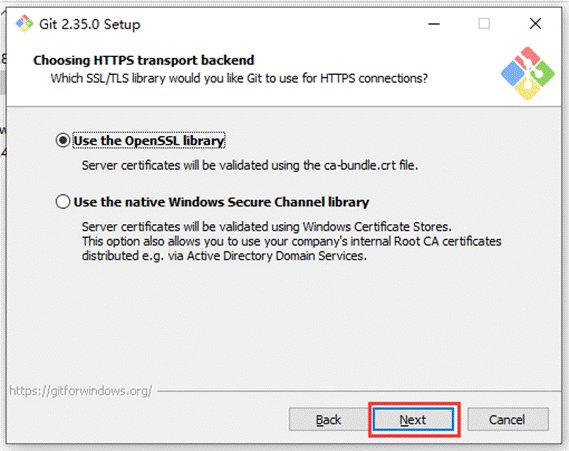 Git 2.35.0 Setup
Choosing HTTPS transport backend
Which SSL/TLS library would you like Git to use for HTTPS connections?
Use the OpenSSL library
Server certificates will be validated using the ca-bundle.crt file.
Use the native Windows Secure Channel library
Server certificates will be validated using Windows Certificate Stores.
This option also allows you to use your company's internal Root CA certificates
distributed e.g. via Active Directory Domain Services.
https://gitforwindows.org/
Back
Next
Cancel